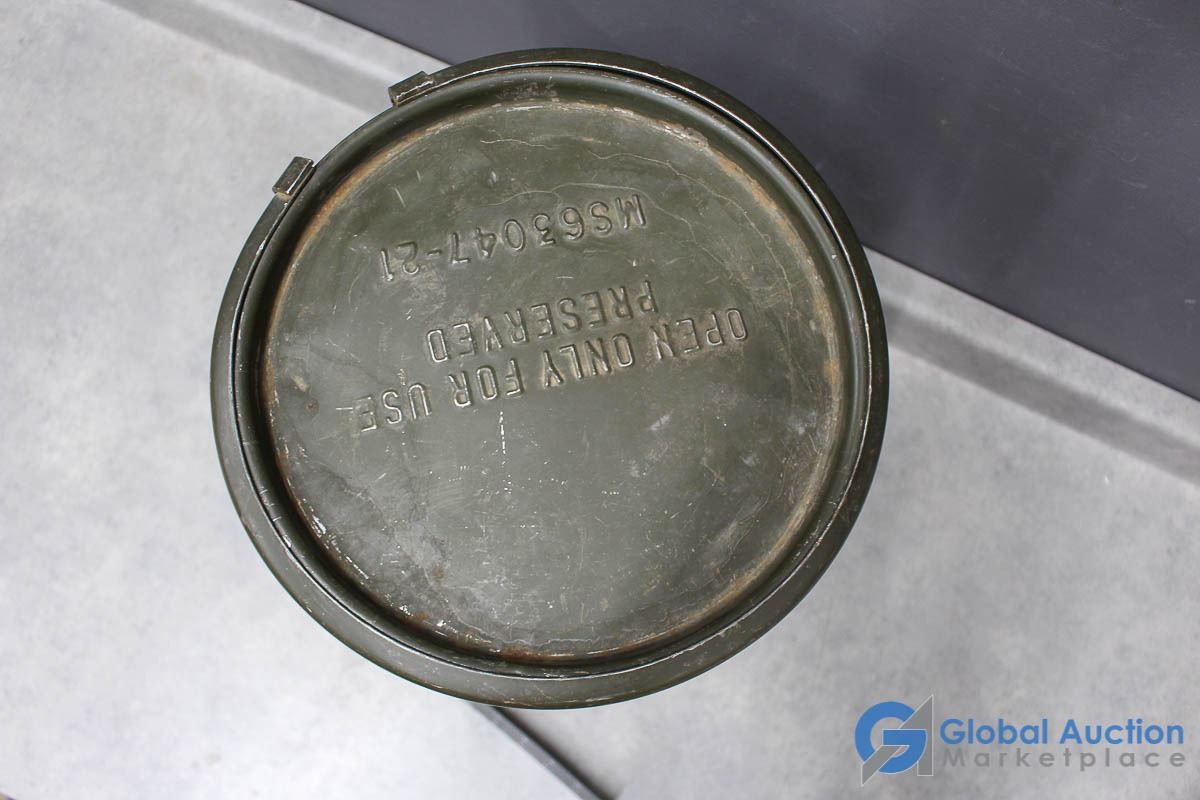 OPEN ONLY FOR USE
PRESERVED
MS63047-21
Global Auction
Marketplace